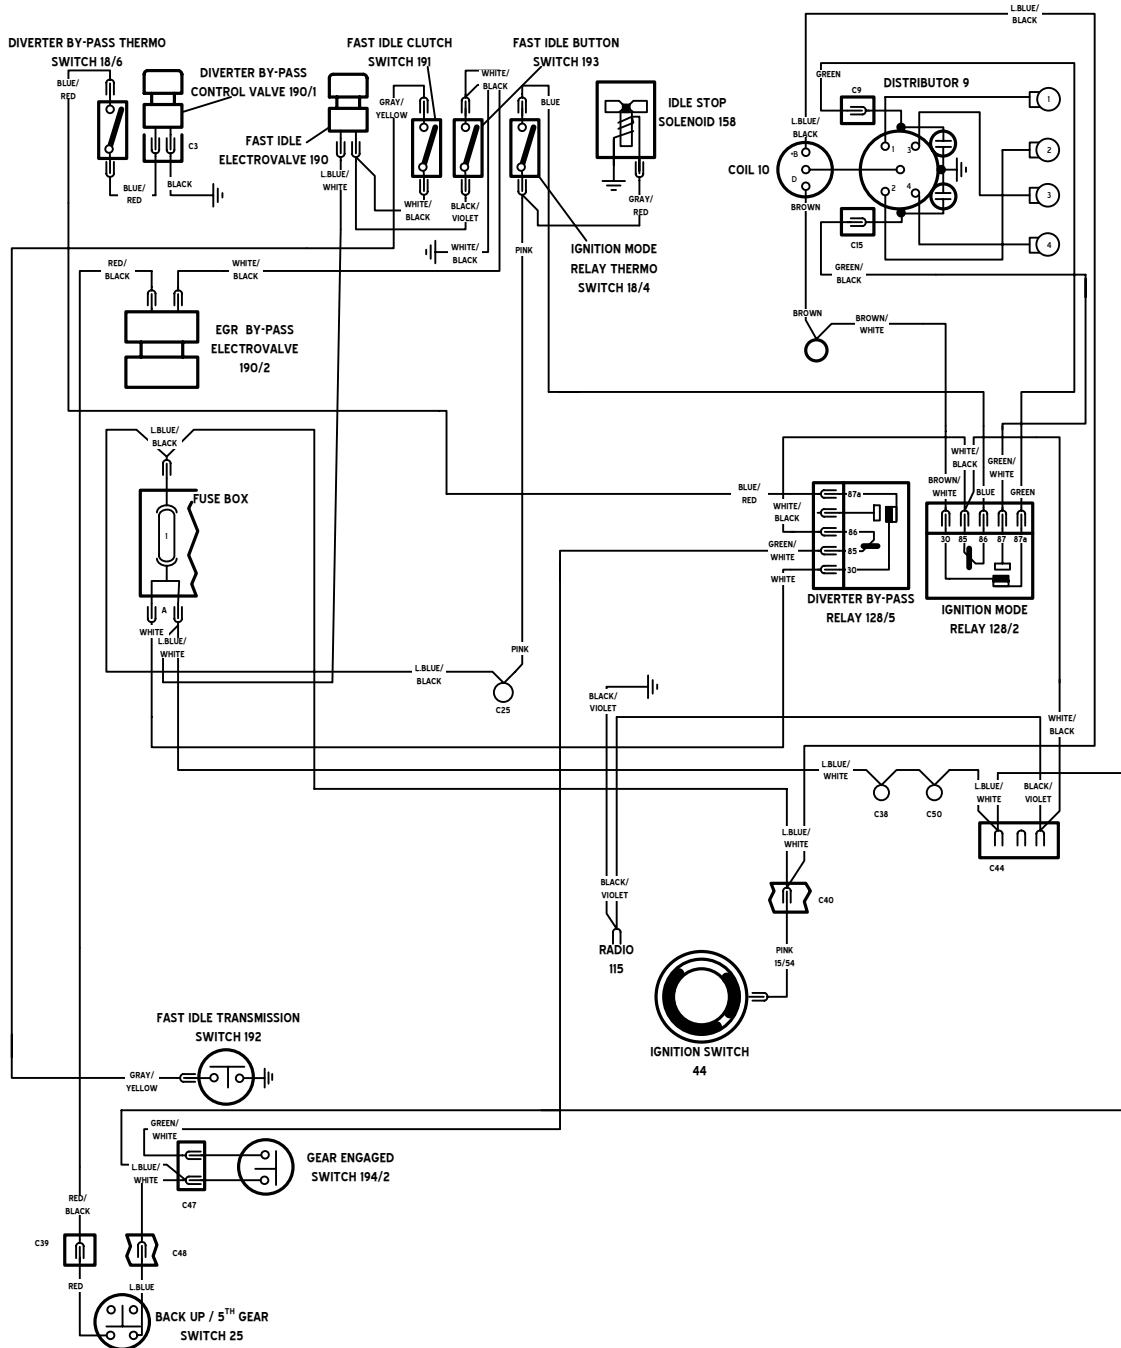 L.BLUE/
BLACK
DIVERTER BY-PASS THERMO
SWITCH 18/6
FAST IDLE CLUTCH
SWITCH 191
FAST IDLE BUTTON
SWITCH 193
BLUE/
RED
DIVERTER BY-PASS
CONTROL VALVE 190/1
GRAY/
YELLOW
WHITE/
BLACK
BLUE
IDLE STOP
SOLENOID 158
GREEN
DISTRIBUTOR 9
C9
1
L.BLUE/
BLACK
C3
FAST IDLE
ELECTROVALVE 190
+B
COIL 10
D
1
3
2
4
2
BLUE/
RED
BLACK
L.BLUE/
WHITE
WHITE/
BLACK
BLACK/
VIOLET
GRAY/
RED
BROWN
3
C15
4
WHITE/
BLACK
PINK
IGNITION MODE
RELAY THERMO
SWITCH 18/4
RED/
BLACK
WHITE/
BLACK
GREEN/
BLACK
EGR BY-PASS
ELECTROVALVE
190/2
BROWN
BROWN/
WHITE
L.BLUE/
BLACK
FUSE BOX
1
A
WHITE
L.BLUE/
WHITE
BLUE/
RED
WHITE/
BLACK
GREEN/
WHITE
WHITE
87a
86
85
30
DIVERTER BY-PASS
RELAY 128/5
WHITE/
BLACK
GREEN/
WHITE
BROWN/
WHITE
BLUE
GREEN
30
85
86
87
87a
IGNITION MODE
RELAY 128/2
L.BLUE/
BLACK
PINK
C25
BLACK/
VIOLET
WHITE/
BLACK
L.BLUE/
WHITE
C38
C50
L.BLUE/
WHITE
BLACK/
VIOLET
C44
L.BLUE/
WHITE
C40
BLACK/
VIOLET
RADIO
115
PINK
15/54
IGNITION SWITCH
44
FAST IDLE TRANSMISSION
SWITCH 192
GRAY/
YELLOW
GREEN/
WHITE
L.BLUE/
WHITE
C47
GEAR ENGAGED
SWITCH 194/2
RED/
BLACK
C39
C48
RED
L.BLUE
BACK UP / 5TH GEAR
SWITCH 25